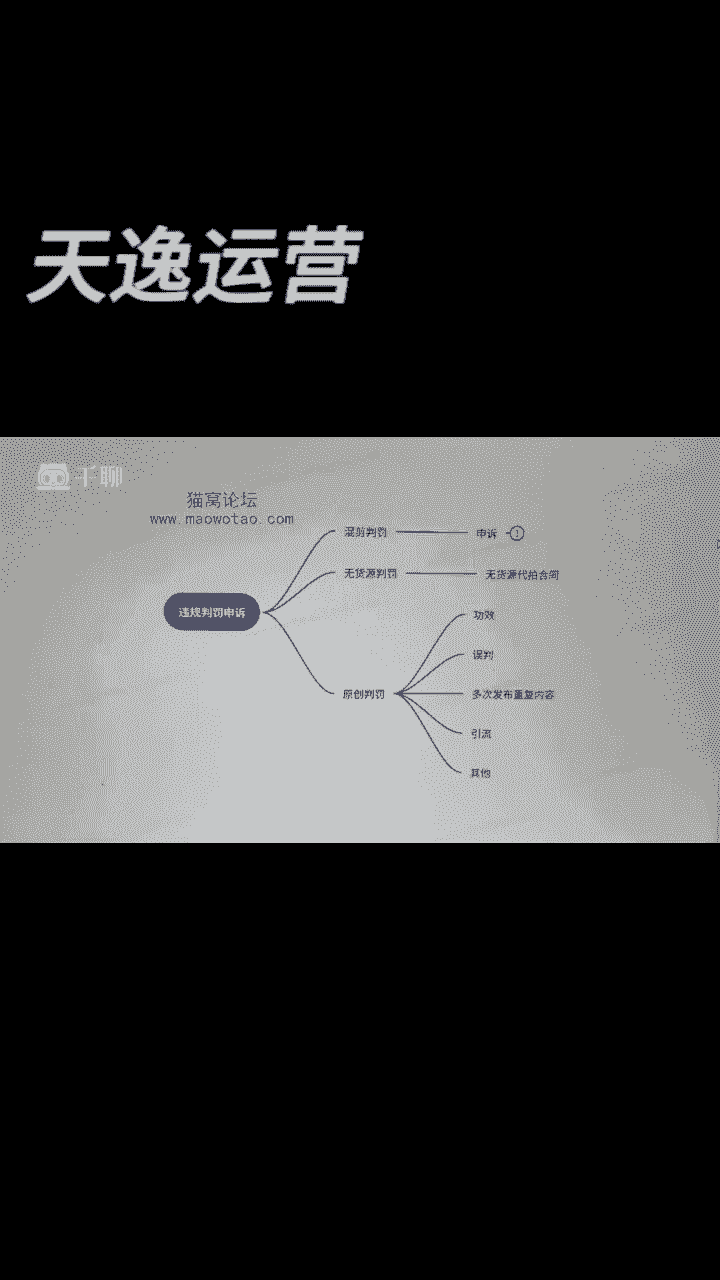 天逸运营
千聊
猫窝论坛
www.maowotao.com
混剪判罚
申诉
1
无货源判罚
无货源代拍合同
违规判罚申诉
功效
误判
原创判罚
多次发布重复内容
引流
其他